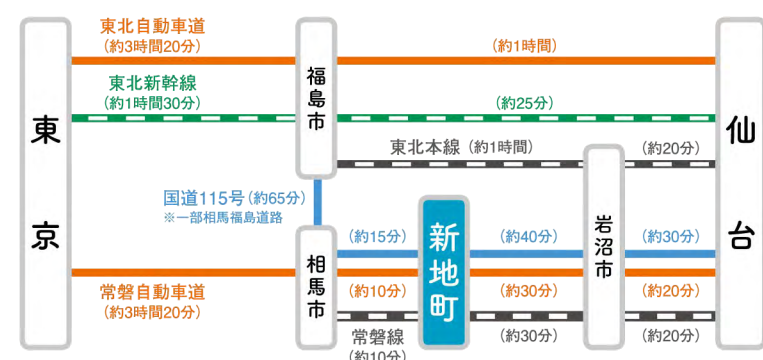 東北自動車道
(約3時間20分)
(約1時間)
東北新幹線
(約1時間30分)
(約25分)
東京
福島市
仙台
東北本線 (約1時間)
(約20分)
国道115号 (約65分)
※一部相馬福島道路
相馬市
新地町
岩沼市
(約15分)
(約40分)
(約30分)
常磐自動車道
(約3時間20分)
(約10分)
(約30分)
(約20分)
常磐線
(約10分)
(約30分)
(約20分)